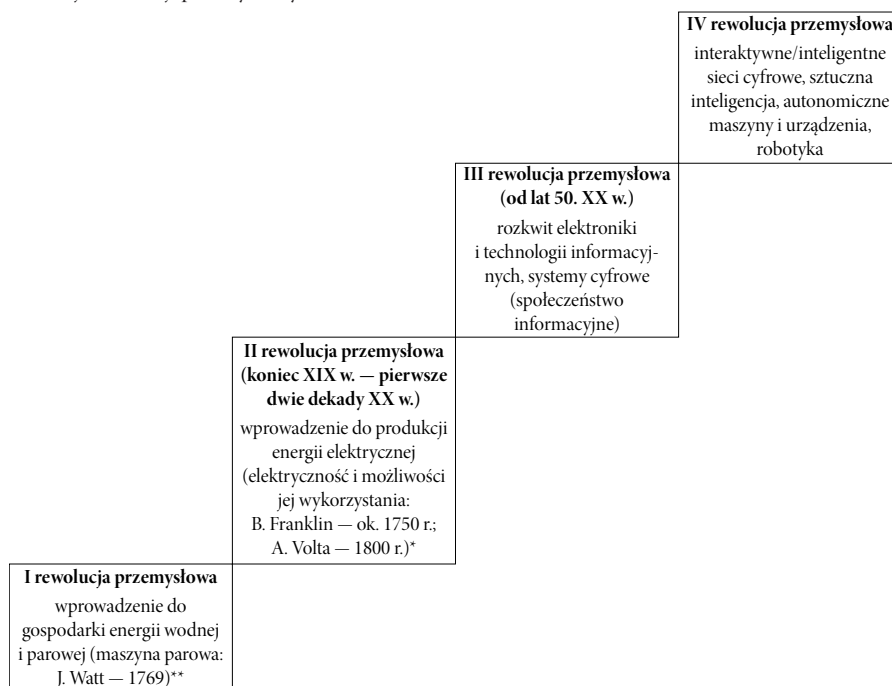 IV rewolucja przemysłowa
interaktywne/inteligentne
sieci cyfrowe, sztuczna
inteligencja, autonomiczne
maszyny i urządzenia,
robotyka
III rewolucja przemysłowa
(od lat 50. XX w.)
rozkwit elektroniki
i technologii informacyj-
nych, systemy cyfrowe
(społeczeństwo
informacyjne)
II rewolucja przemysłowa
(koniec XIX w. — pierwsze
dwie dekady XX w.)
wprowadzenie do produkcji
energii elektrycznej
(elektryczność i możliwości
jej wykorzystania:
B. Franklin — ok. 1750 r.;
A. Volta — 1800 r.)*
I rewolucja przemysłowa
wprowadzenie do
gospodarki energii wodnej
i parowej (maszyna parowa:
J. Watt — 1769)**